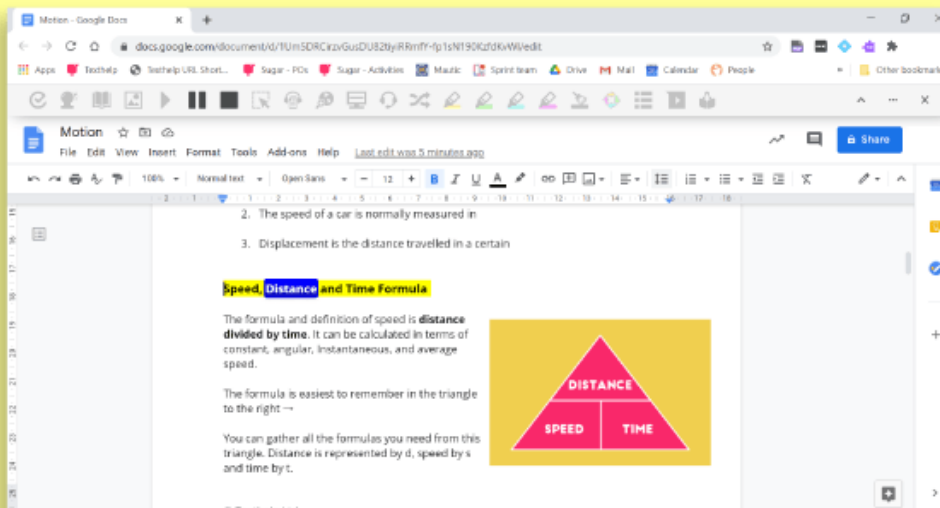 Motion - Google Docs
docs.google.com/document/d/
Apps Texthelp Texthelp URL Short... Sugar - POs Sugar - Activities Mautic Sprint team Drive Mail Calendar People » Other bookmark
Motion
File Edit View Insert Format Tools Add-ons Help Last edit was 5 minutes ago
Share
100% Normal text Open Sans − 12 + B I U A
2. The speed of a car is normally measured in
3. Displacement is the distance travelled in a certain
Speed, Distance and Time Formula
The formula and definition of speed is distance
divided by time. It can be calculated in terms of
constant, angular, instantaneous, and average
speed.
The formula is easiest to remember in the triangle
to the right →
You can gather all the formulas you need from this
triangle. Distance is represented by d, speed by s
and time by t.
DISTANCE
SPEED TIME